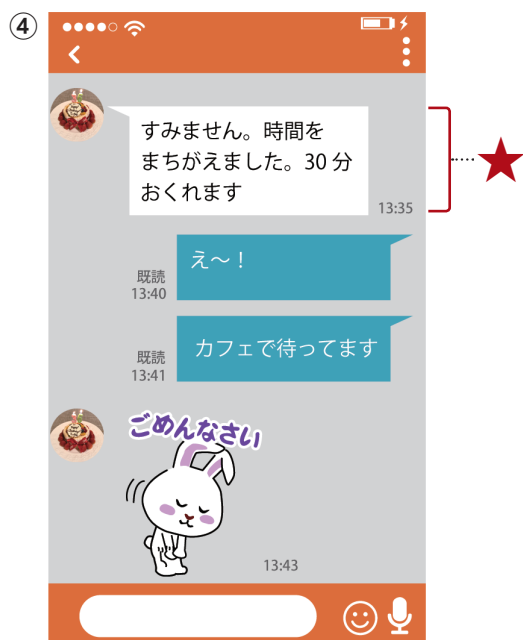 ④
すみません。時間を
まちがえました。30 分
おくれます
13:35
え～！
既読
13:40
カフェで待ってます
既読
13:41
ごめんなさい
13:43